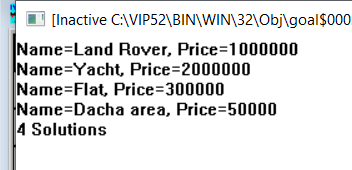 [Inactive C:\VIP52\BIN\WIN\32\Obj\goal$000
Name=Land Rover, Price=1000000
Name=Yacht, Price=2000000
Name=Flat, Price=300000
Name=Dacha area, Price=50000
4 Solutions